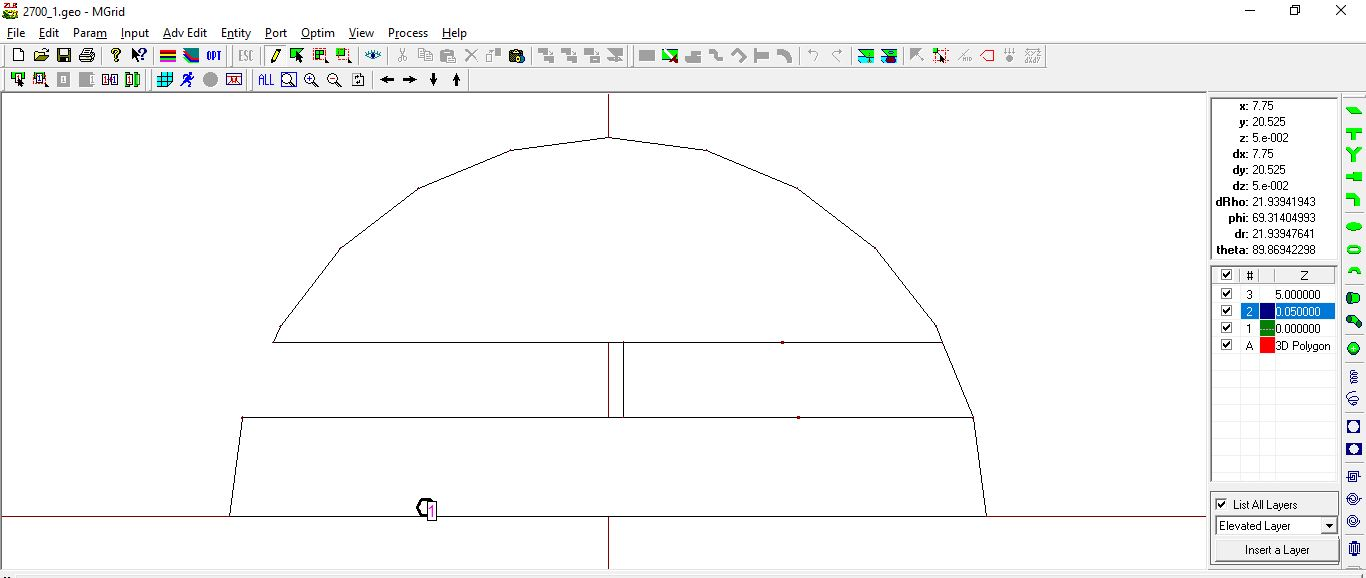 2700_1.geo - MGrid
File Edit Param Input Adv Edit Entity Port Optim View Process Help
OPT ESC
ALL
x: 7.75
y: 20.525
z: 5.e-002
dx: 7.75
dy: 20.525
dz: 5.e-002
dRho: 21.93941943
phi: 69.31404993
dr: 21.93947641
theta: 89.86942298
# Z
3 5.000000
2 0.050000
1 0.000000
A 3D Polygon
1
List All Layers
Elevated Layer
Insert a Layer